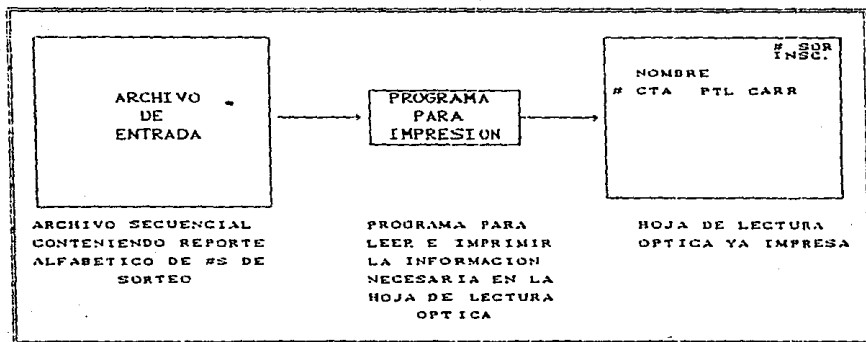 ARCHIVO
DE
ENTRADA
PROGRAMA
PARA
IMPRESION
# SOR
INSC.
NOMBRE
# CTA PTL CARR
ARCHIVO SECUENCIAL
CONTENIENDO REPORTE
ALFABETICO DE #S DE
SORTEO
PROGRAMA PARA
LEER E IMPRIMIR
LA INFORMACION
NECESARIA EN LA
HOJA DE LECTURA
OPTICA
HOJA DE LECTURA
OPTICA YA IMPRESA